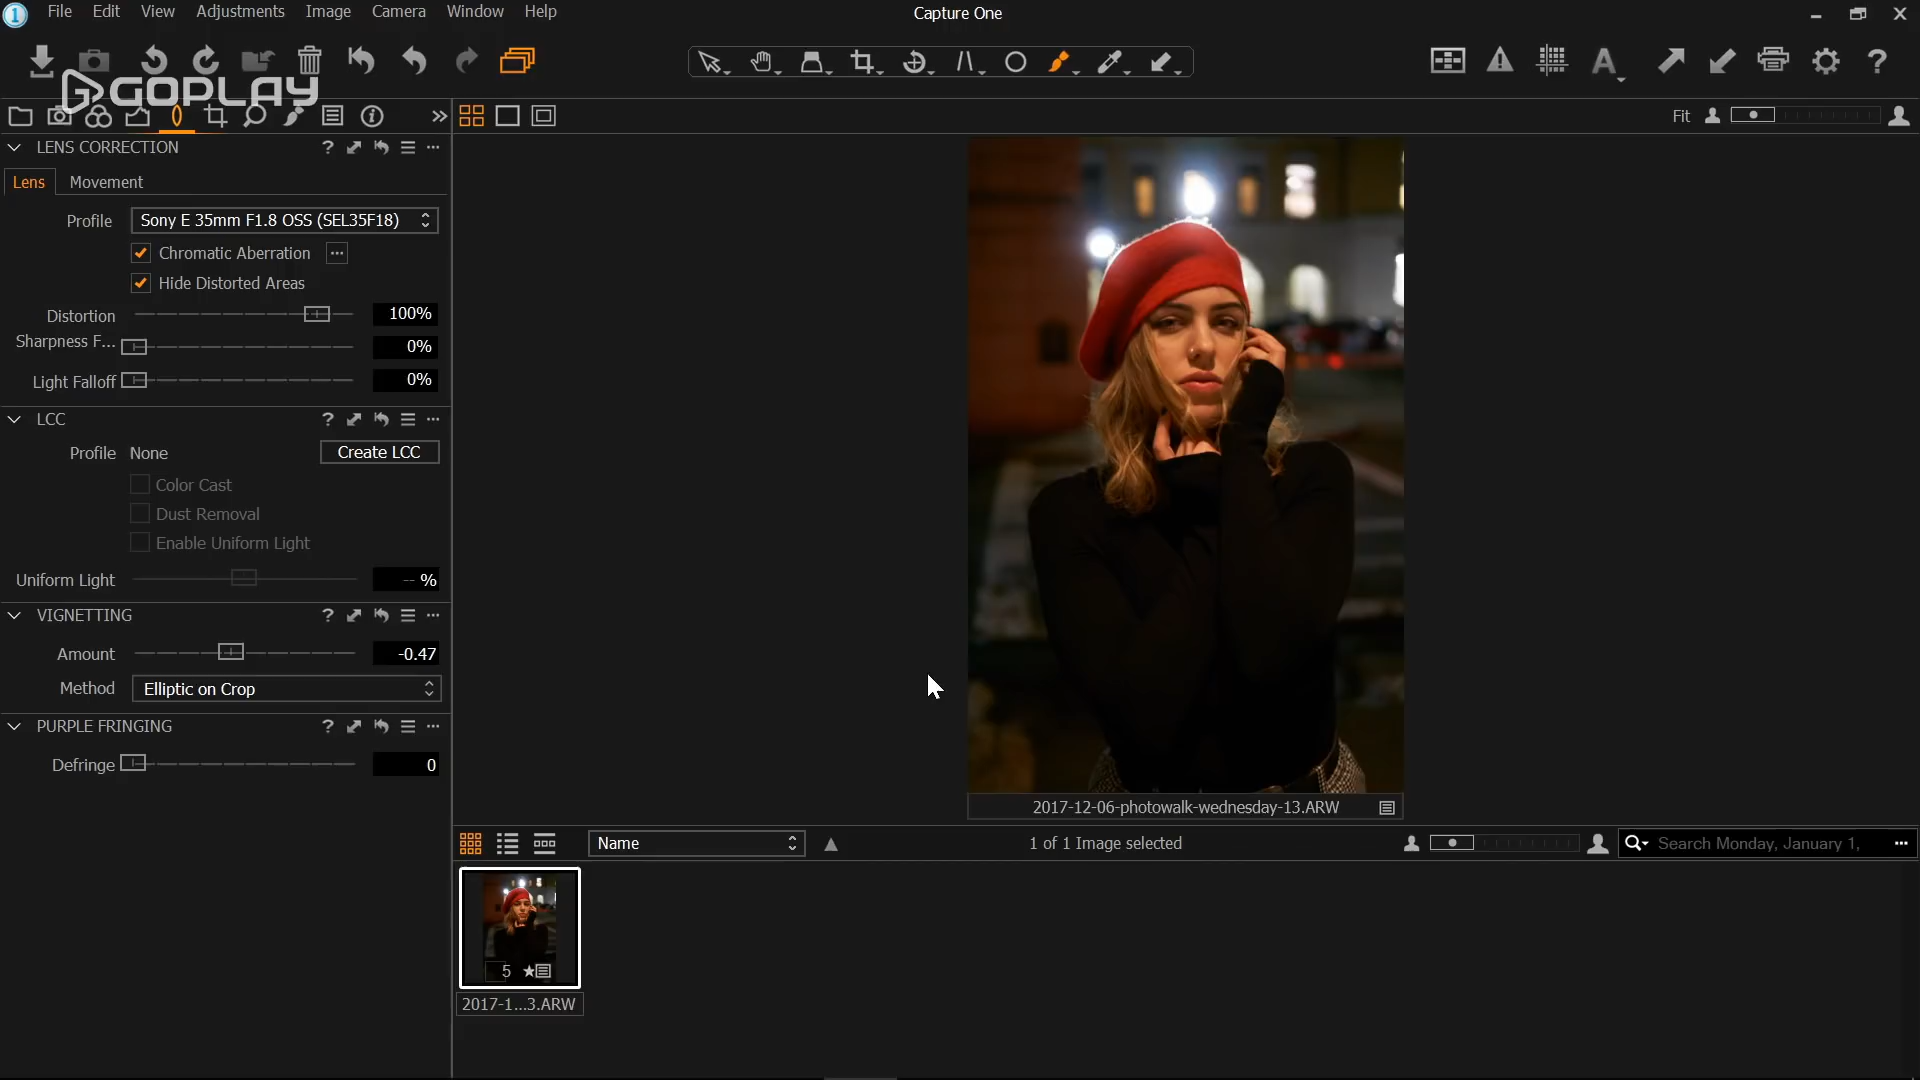 File Edit View Adjustments Image Camera Window Help
Capture One
GOPLAY
Fit
LENS CORRECTION
Lens Movement
Profile Sony E 35mm F1.8 OSS (SEL35F18)
Chromatic Aberration
Hide Distorted Areas
Distortion 100%
Sharpness F... 0%
Light Falloff 0%
LCC
Profile None Create LCC
Color Cast
Dust Removal
Enable Uniform Light
Uniform Light -- %
VIGNETTING
Amount -0.47
Method Elliptic on Crop
PURPLE FRINGING
Defringe 0
2017-12-06-photowalk-wednesday-13.ARW
Name
1 of 1 Image selected
Search Monday, January 1,
5
2017-1...3.ARW